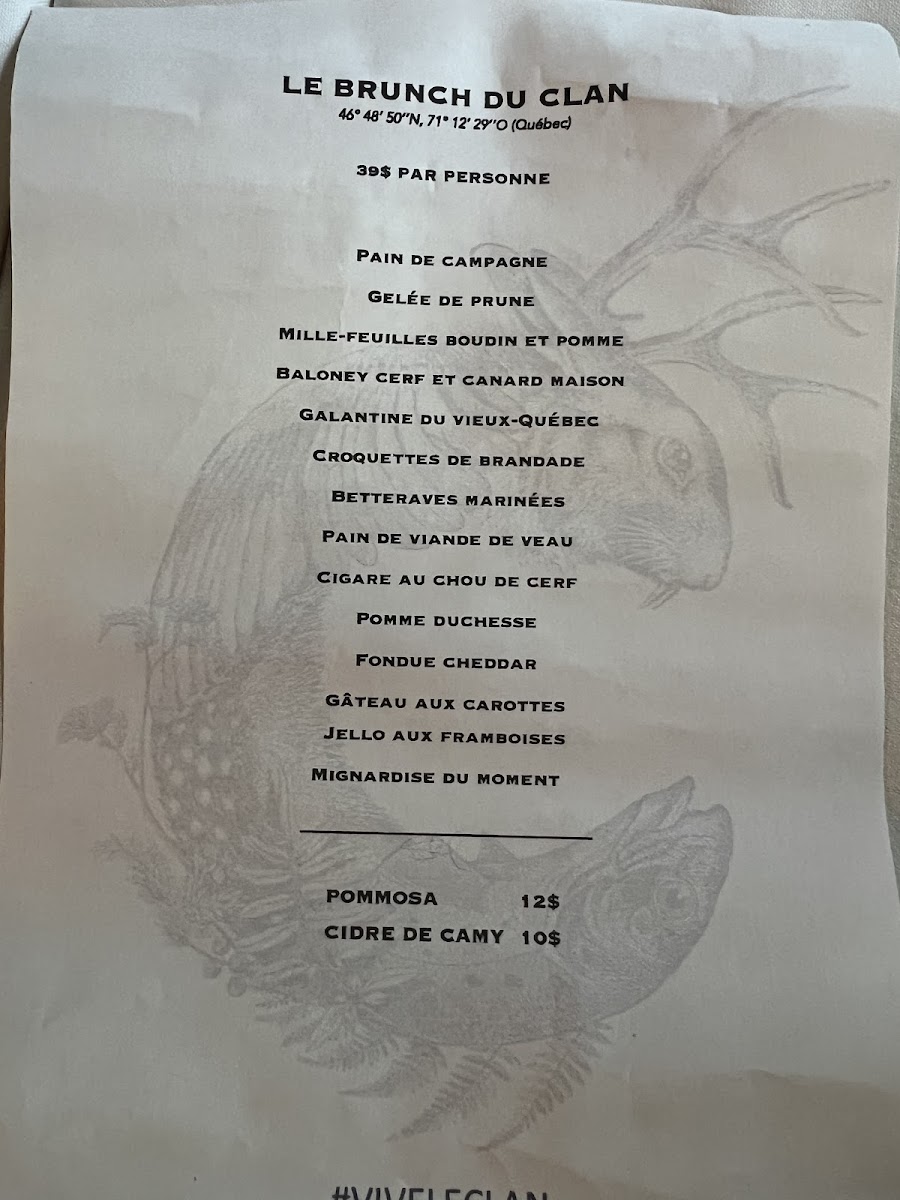 LE BRUNCH DU CLAN
46° 48' 50"N, 71° 12' 29"O (Québec)
39$ PAR PERSONNE
PAIN DE CAMPAGNE
GELÉE DE PRUNE
MILLE-FEUILLES BOUDIN ET POMME
BALONEY CERF ET CANARD MAISON
GALANTINE DU VIEUX-QUÉBEC
CROQUETTES DE BRANDADE
BETTERAVES MARINÉES
PAIN DE VIANDE DE VEAU
CIGARE AU CHOU DE CERF
POMME DUCHESSE
FONDUE CHEDDAR
GÂTEAU AUX CAROTTES
JELLO AUX FRAMBOISES
MIGNARDISE DU MOMENT
POMMOSA 12$
CIDRE DE CAMY 10$
#VIVELECLAN